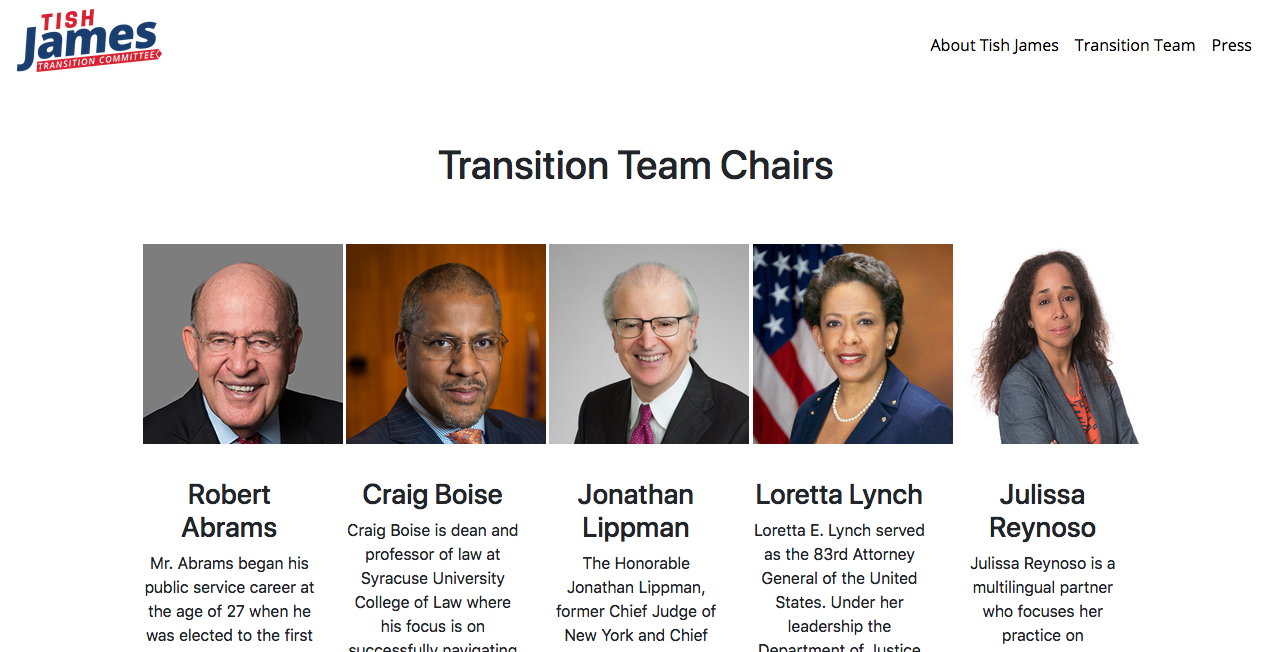 TISH
James
TRANSITION COMMITTEE
About Tish James
Transition Team
Press
Transition Team Chairs
Robert
Abrams
Mr. Abrams began his
public service career at
the age of 27 when he
was elected to the first
Craig Boise
Craig Boise is dean and
professor of law at
Syracuse University
College of Law where
his focus is on
successfully navigating
Jonathan
Lippman
The Honorable
Jonathan Lippman,
former Chief Judge of
New York and Chief
Loretta Lynch
Loretta E. Lynch served
as the 83rd Attorney
General of the United
States. Under her
leadership the
Department of Justice
Julissa
Reynoso
Julissa Reynoso is a
multilingual partner
who focuses her
practice on